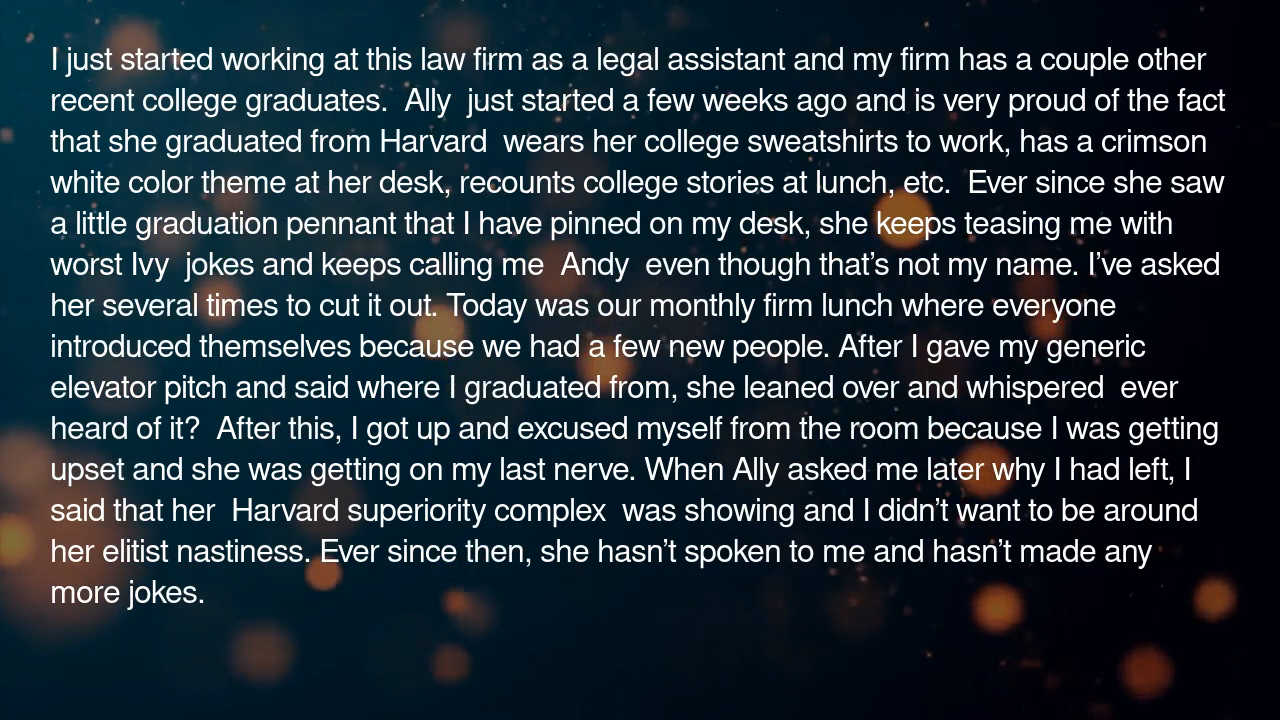 I just started working at this law firm as a legal assistant and my firm has a couple other
recent college graduates.  Ally  just started a few weeks ago and is very proud of the fact
that she graduated from Harvard  wears her college sweatshirts to work, has a crimson
white color theme at her desk, recounts college stories at lunch, etc.  Ever since she saw
a little graduation pennant that I have pinned on my desk, she keeps teasing me with
worst Ivy  jokes and keeps calling me  Andy  even though that’s not my name. I’ve asked
her several times to cut it out. Today was our monthly firm lunch where everyone
introduced themselves because we had a few new people. After I gave my generic
elevator pitch and said where I graduated from, she leaned over and whispered  ever
heard of it?  After this, I got up and excused myself from the room because I was getting
upset and she was getting on my last nerve. When Ally asked me later why I had left, I
said that her  Harvard superiority complex  was showing and I didn’t want to be around
her elitist nastiness. Ever since then, she hasn’t spoken to me and hasn’t made any
more jokes.